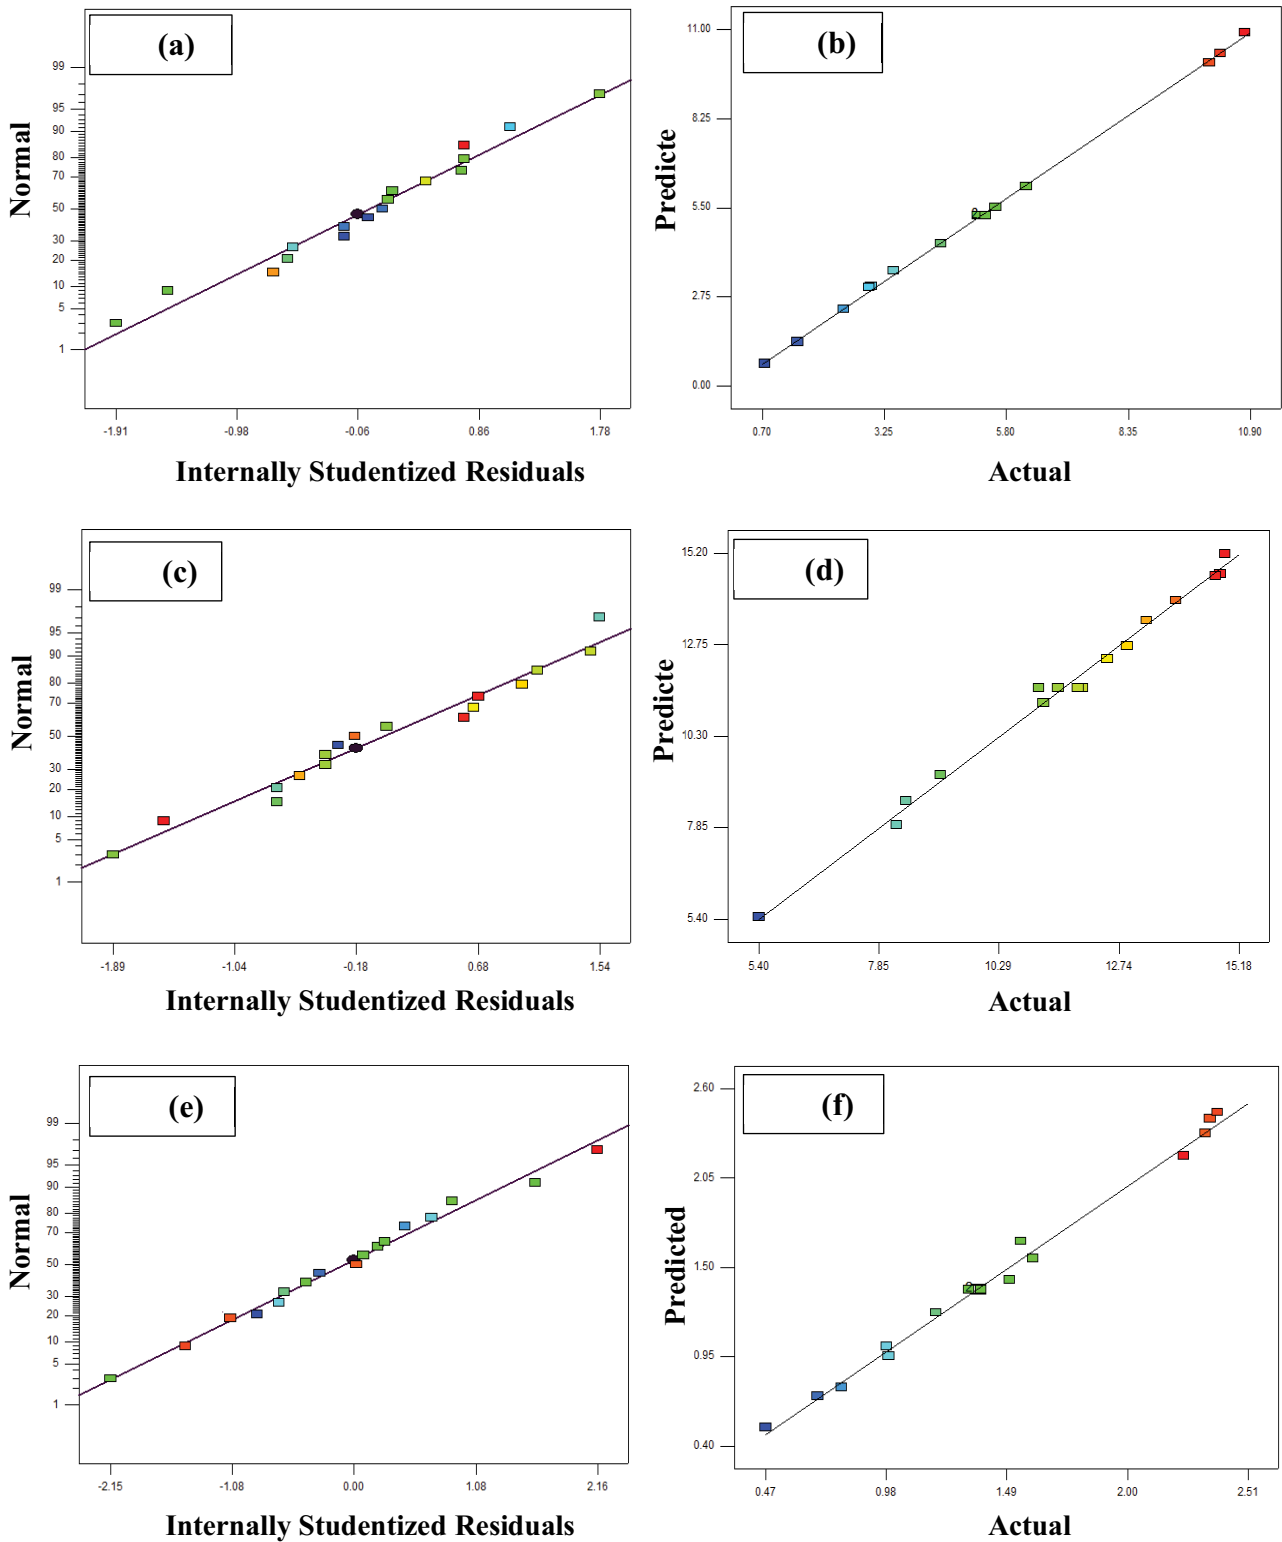 (a)
99
95
90
80
70
50
30
20
10
5
1
Normal
-1.91 -0.98 -0.06 0.86 1.78
Internally Studentized Residuals
(b)
11.00
8.25
5.50
2.75
0.00
Predicte
2
0.70 3.25 5.80 8.35 10.90
Actual
(c)
99
95
90
80
70
50
30
20
10
5
1
Normal
-1.89 -1.04 -0.18 0.68 1.54
Internally Studentized Residuals
(d)
15.20
12.75
10.30
7.85
5.40
Predicte
5.40 7.85 10.29 12.74 15.18
Actual
(e)
99
95
90
80
70
50
30
20
10
5
1
Normal
-2.15 -1.08 0.00 1.08 2.16
Internally Studentized Residuals
(f)
2.60
2.05
1.50
0.95
0.40
Predicted
2
0.47 0.98 1.49 2.00 2.51
Actual